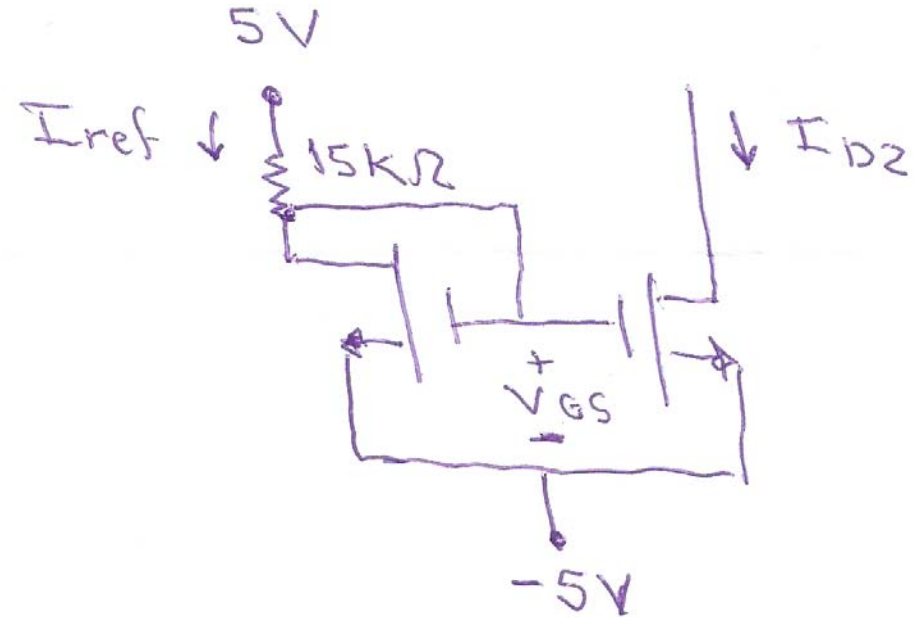 5V
Iref ↓
15KΩ
↓ ID2
+
VGS
-
-5V